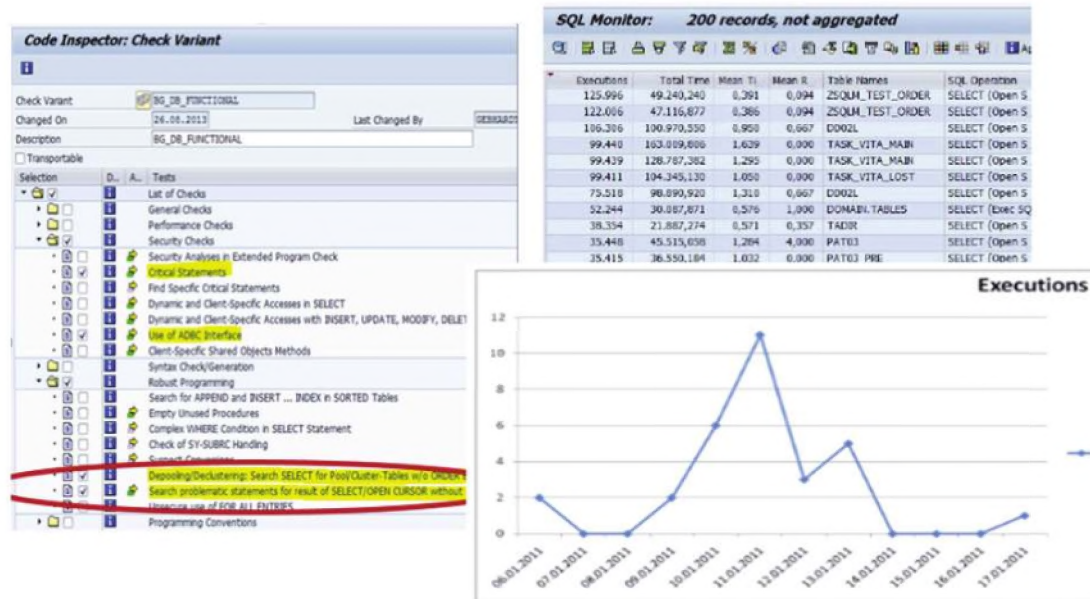 Code Inspector: Check Variant
Check Variant BG_DB_FUNCTIONAL
Changed On 26.08.2013 Last Changed By
Description BG_DB_FUNCTIONAL
Transportable
Selection D.. A.. Tests
List of Checks
General Checks
Performance Checks
Security Checks
Security Analyses in Extended Program Check
Critical Statements
Find Specific Critical Statements
Dynamic and Client-Specific Accesses in SELECT
Dynamic and Client-Specific Accesses with INSERT, UPDATE, MODIFY, DELET
Use of ADBC Interface
Client-Specific Shared Objects Methods
Syntax Check/Generation
Robust Programming
Search for APPEND and INSERT ... INDEX in SORTED Tables
Empty Unused Procedures
Complex WHERE Condition in SELECT Statement
Check of SY-SUBRC Handling
Depooling/Declustering: Search SELECT for Pool/Cluster-Tables w/o ORDER
Search problematic statements for result of SELECT/OPEN CURSOR without
Unsecure use of FOR ALL ENTRIES
Programming Conventions
SQL Monitor: 200 records, not aggregated
Executions Total Time Mean Ti. Mean R. Table Names SQL Operation
125.996 49.240,240 0,391 0,094 ZSQLM_TEST_ORDER SELECT (Open S
122.006 47.116,877 0,386 0,094 ZSQLM_TEST_ORDER SELECT (Open S
106.306 100.970,550 0,950 0,667 DD02L SELECT (Open S
99.448 1,639 0,000 TASK_VITA_MAIN SELECT (Open S
99.439 128.787,382 1,295 0,000 TASK_VITA_MAIN SELECT (Open S
99.411 104.345,130 1,050 0,000 TASK_VITA_LOST SELECT (Open S
75.518 98.890,920 1,310 0,667 DD02L SELECT (Open S
52.244 30.087,871 0,576 1,000 DOMAIN.TABLES SELECT (Exec SQ
38.354 21.887,274 0,571 0,357 TADIR SELECT (Open S
35.448 45.515,058 1,284 4,000 PAT03 SELECT (Open S
35.415 36.550,184 1,032 0,000 PAT03_PRE SELECT (Open S
Executions
12
10
8
6
4
2
0
06.01.2011 07.01.2011 08.01.2011 09.01.2011 10.01.2011 11.01.2011 12.01.2011 13.01.2011 14.01.2011 15.01.2011 16.01.2011 17.01.2011